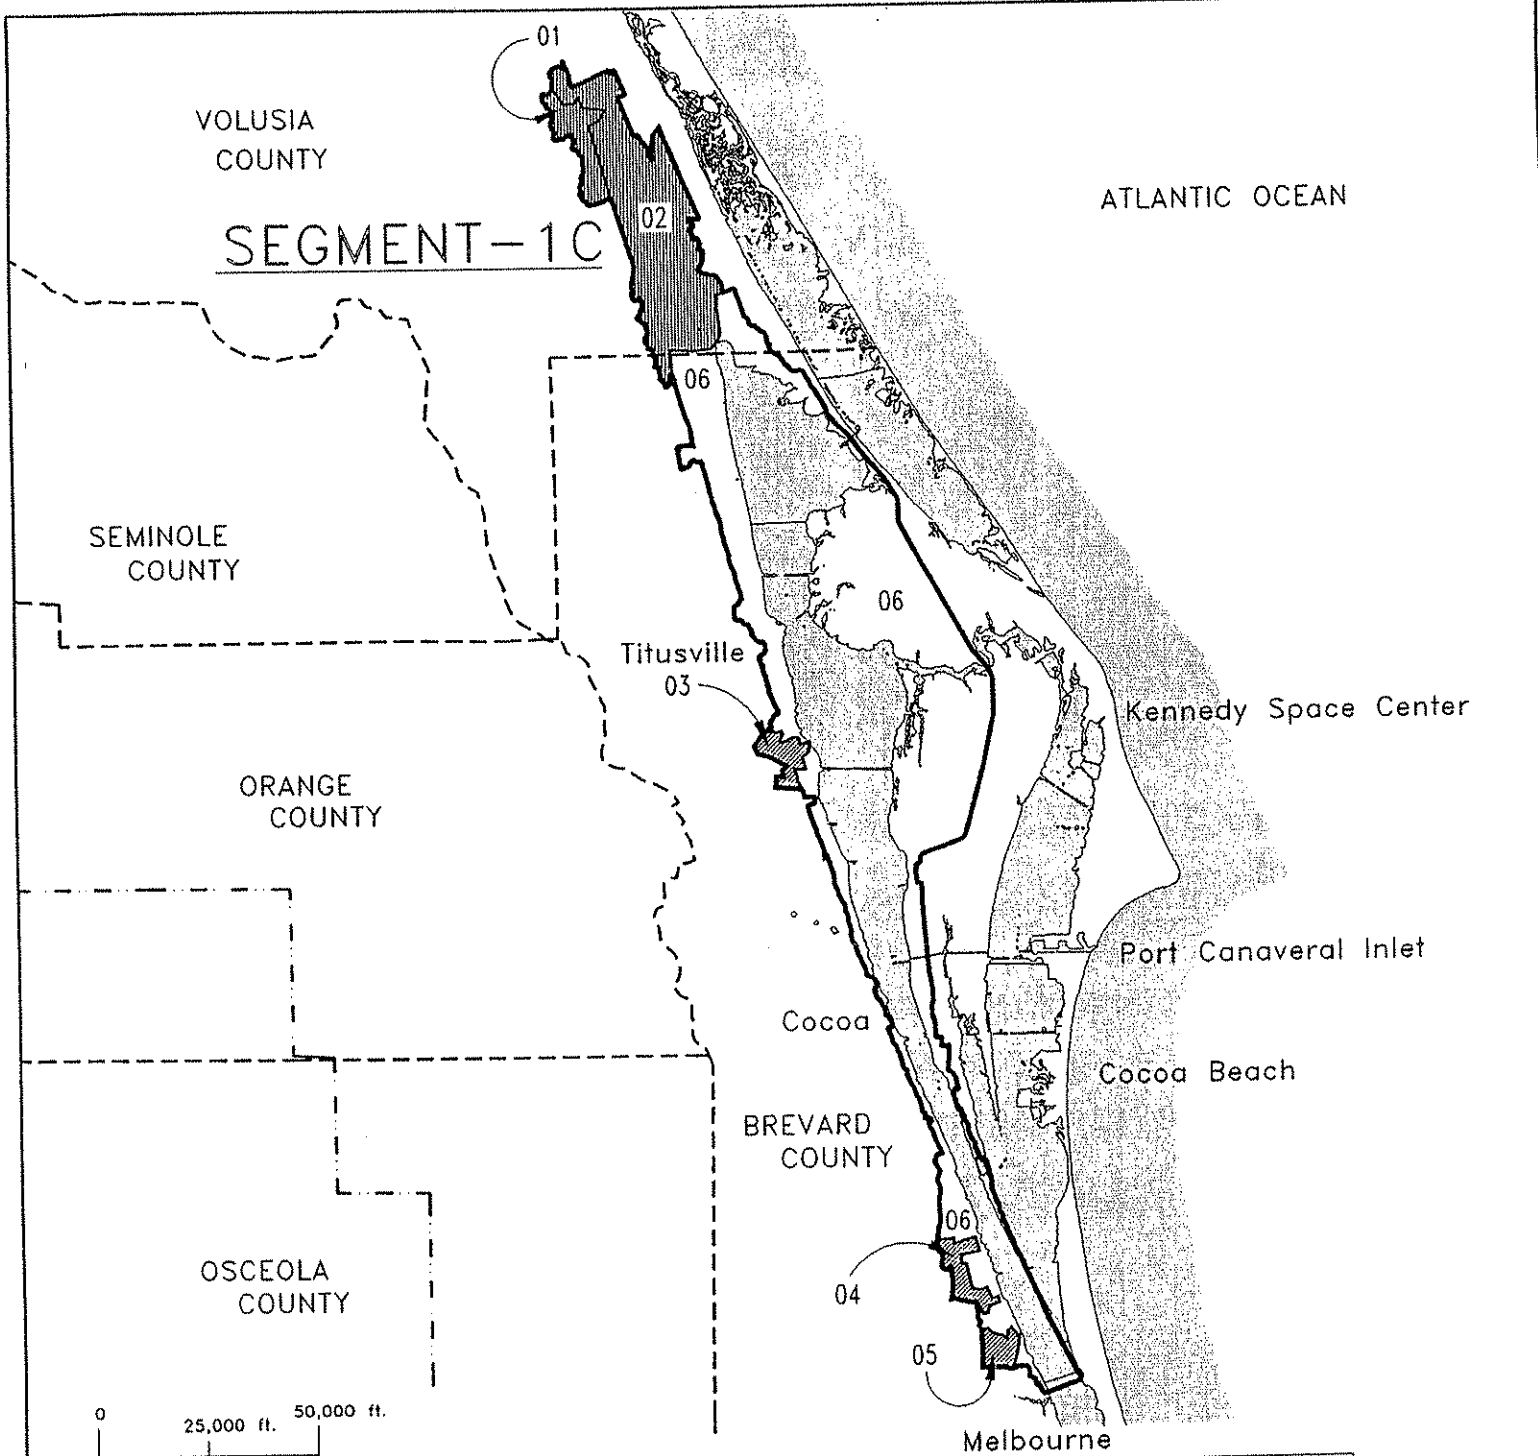 01
VOLUSIA
COUNTY
ATLANTIC OCEAN
02
SEGMENT-1C
06
SEMINOLE
COUNTY
06
Titusville
03
Kennedy Space Center
ORANGE
COUNTY
Port Canaveral Inlet
Cocoa
Cocoa Beach
BREVARD
COUNTY
06
OSCEOLA
COUNTY
04
05
0
25,000 ft.
50,000 ft.
Melbourne